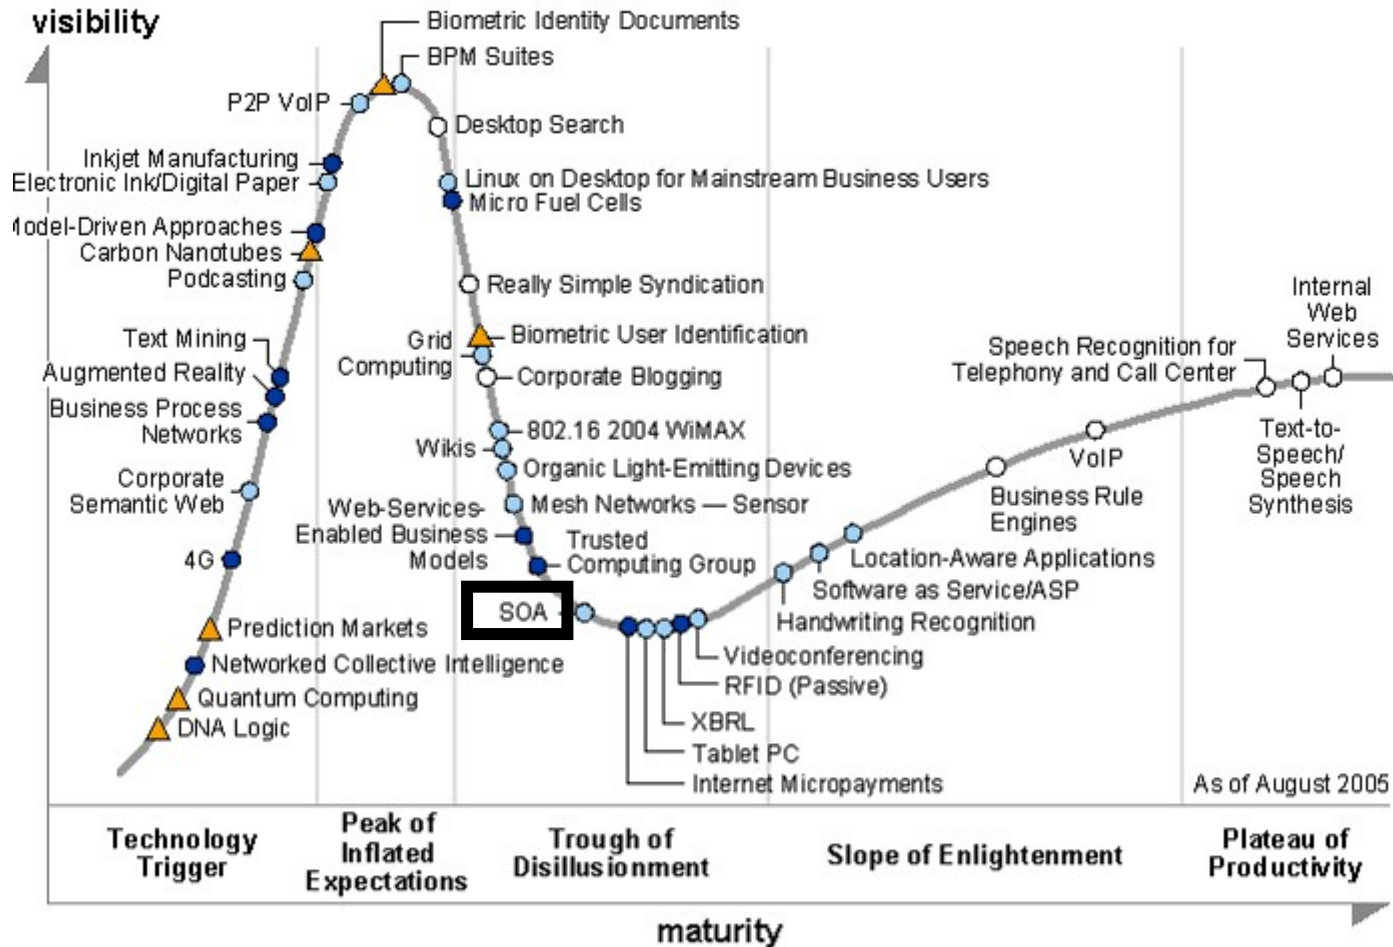 visibility
Biometric Identity Documents
BPM Suites
P2P VoIP
Desktop Search
Inkjet Manufacturing
Electronic Ink/Digital Paper
Linux on Desktop for Mainstream Business Users
Micro Fuel Cells
Model-Driven Approaches
Carbon Nanotubes
Podcasting
Really Simple Syndication
Text Mining
Augmented Reality
Business Process
Networks
Grid
Computing
Biometric User Identification
Corporate Blogging
802.16 2004 WiMAX
Wikis
Organic Light-Emitting Devices
Corporate
Semantic Web
Mesh Networks — Sensor
Web-Services-
Enabled Business
Models
Trusted
Computing Group
4G
SOA
Prediction Markets
Networked Collective Intelligence
Quantum Computing
DNA Logic
Videoconferencing
RFID (Passive)
XBRL
Tablet PC
Internet Micropayments
Handwriting Recognition
Software as Service/ASP
Location-Aware Applications
Business Rule
Engines
VoIP
Speech Recognition for
Telephony and Call Center
Internal
Web
Services
Text-to-
Speech/
Speech
Synthesis
As of August 2005
Technology
Trigger
Peak of
Inflated
Expectations
Trough of
Disillusionment
Slope of Enlightenment
Plateau of
Productivity
maturity